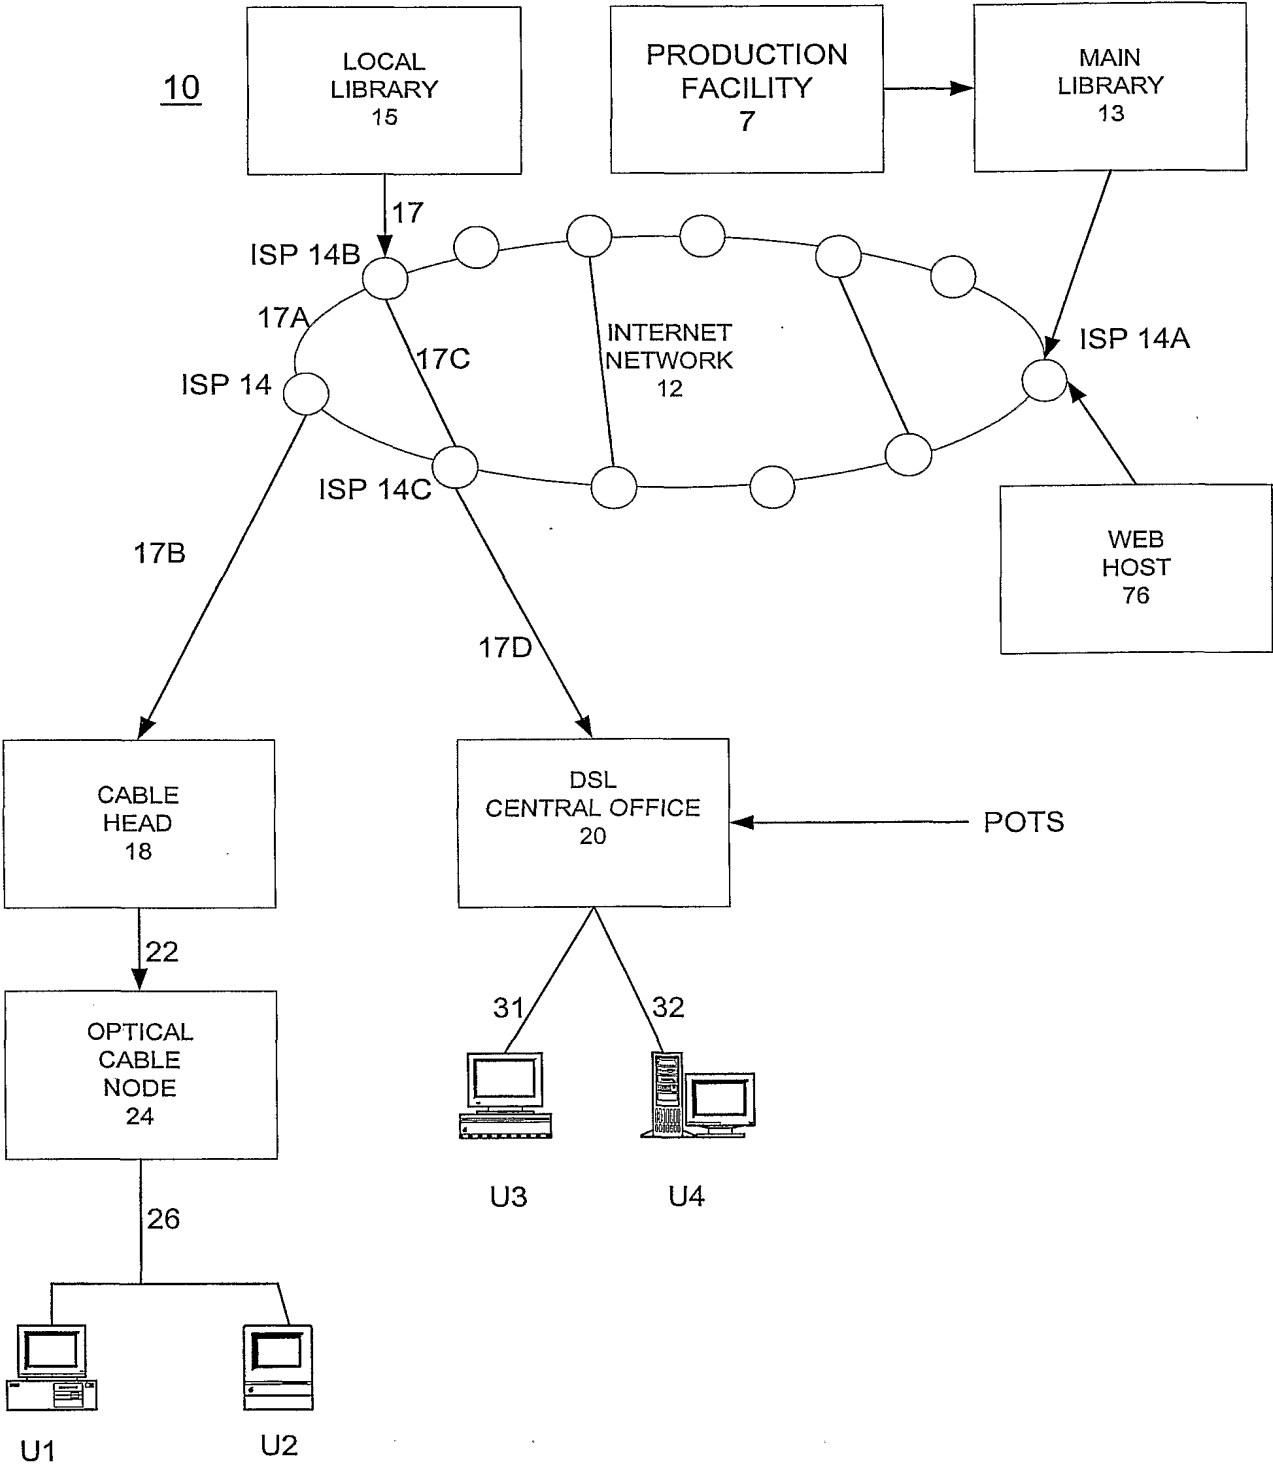 10
LOCAL
LIBRARY
15
PRODUCTION
FACILITY
7
MAIN
LIBRARY
13
17
ISP 14B
17A
17C
INTERNET
NETWORK
12
ISP 14A
ISP 14
ISP 14C
17B
17D
WEB
HOST
76
CABLE
HEAD
18
DSL
CENTRAL OFFICE
20
POTS
22
OPTICAL
CABLE
NODE
24
31
32
U3
U4
26
U1
U2